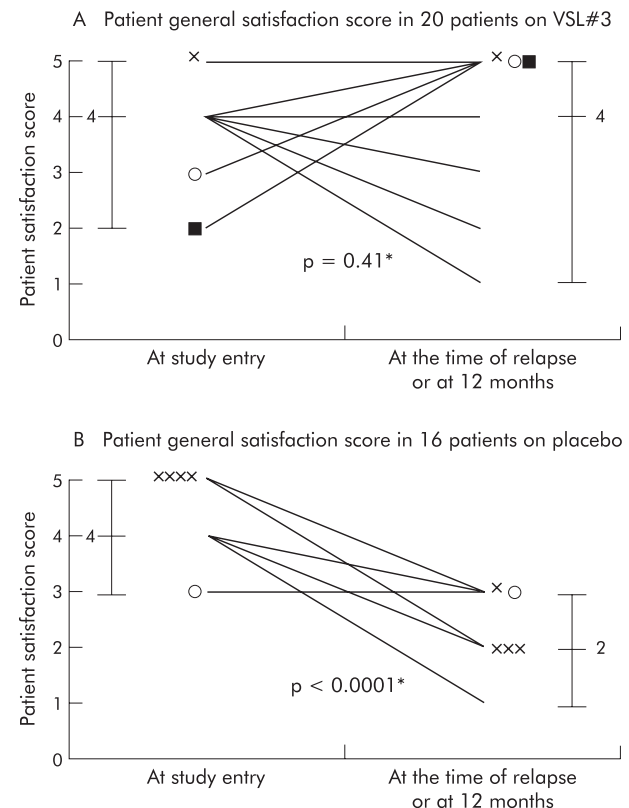 A Patient general satisfaction score in 20 patients on VSL#3
Patient satisfaction score
5
4
3
2
1
0
4
4
p = 0.41*
At study entry
At the time of relapse
or at 12 months
B Patient general satisfaction score in 16 patients on placebo
Patient satisfaction score
5
4
3
2
1
0
4
2
p < 0.0001*
At study entry
At the time of relapse
or at 12 months